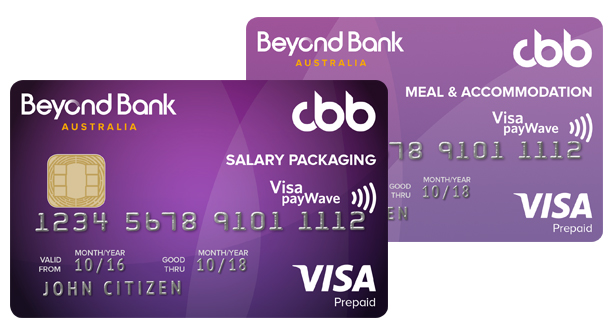 Beyond Bank
AUSTRALIA
cbb
MEAL & ACCOMMODATION
Visa
payWave
78 9101 1112
GOOD
THRU
MONTH/YEAR
10/18
EN
VISA
Prepaid
Beyond Bank
AUSTRALIA
cbb
SALARY PACKAGING
Visa
payWave
1234 5678 9101 1112
VALID
FROM
MONTH/YEAR
10/16
GOOD
THRU
MONTH/YEAR
10/18
JOHN CITIZEN
VISA
Prepaid